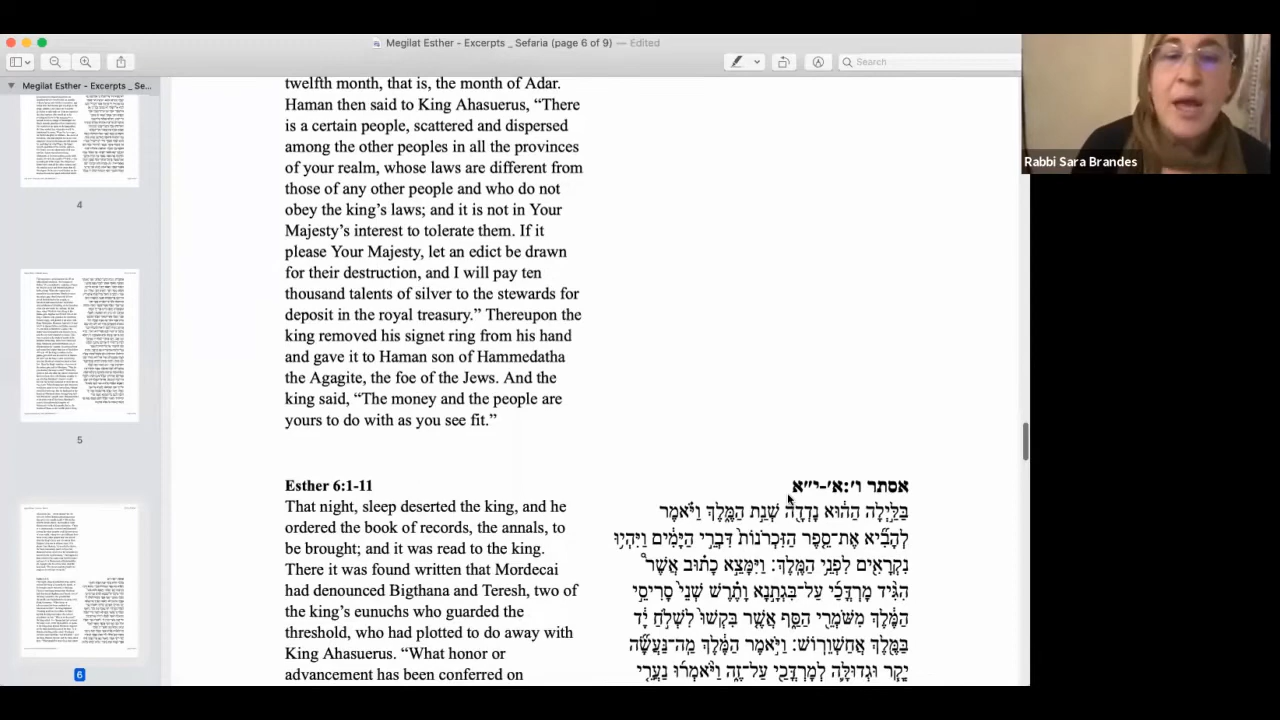 Megilat Esther - Excerpts _ Sefaria (page 6 of 9) — Edited
Search
Megilat Esther - Excerpts _ Se...
4
5
6
Rabbi Sara Brandes
twelfth month, that is, the month of Adar.
Haman then said to King Ahasuerus, “There
is a certain people, scattered and dispersed
among the other peoples in all the provinces
of your realm, whose laws are different from
those of any other people and who do not
obey the king’s laws; and it is not in Your
Majesty’s interest to tolerate them. If it
please Your Majesty, let an edict be drawn
for their destruction, and I will pay ten
thousand talents of silver to the stewards for
deposit in the royal treasury.” Thereupon the
king removed his signet ring from his hand
and gave it to Haman son of Hammedatha
the Agagite, the foe of the Jews. And the
king said, “The money and the people are
yours to do with as you see fit.”
Esther 6:1-11
That night, sleep deserted the king, and he
ordered the book of records, the annals, to
be brought; and it was read to the king.
There it was found written that Mordecai
had denounced Bigthana and Teresh, two of
the king’s eunuchs who guarded the
threshold, who had plotted to do away with
King Ahasuerus. “What honor or
advancement has been conferred on
אסתר ו׳:א׳-י״א
בַּלַּ֣יְלָה הַה֔וּא נָדְדָ֖ה שְׁנַ֣ת הַמֶּ֑לֶךְ וַיֹּ֗אמֶר
לְהָבִ֞יא אֶת־סֵ֤פֶר הַזִּכְרֹנוֹת֙ דִּבְרֵ֣י הַיָּמִ֔ים וַיִּהְי֥וּ
נִקְרָאִ֖ים לִפְנֵ֥י הַמֶּֽלֶךְ׃ וַיִּמָּצֵ֣א כָת֗וּב אֲשֶׁר֩
הִגִּ֨יד מָרְדֳּכַ֜י עַל־בִּגְתָ֣נָא וָתֶ֗רֶשׁ שְׁנֵי֙ סָרִיסֵ֣י
הַמֶּ֔לֶךְ מִשֹּׁמְרֵ֖י הַסַּ֑ף אֲשֶׁ֤ר בִּקְשׁוּ֙ לִשְׁלֹ֣חַ יָ֔ד
בַּמֶּ֖לֶךְ אֲחַשְׁוֵרֽוֹשׁ׃ וַיֹּ֣אמֶר הַמֶּ֔לֶךְ מַֽה־נַּעֲשָׂ֞ה
יְקָ֧ר וּגְדוּלָּ֛ה לְמָרְדֳּכַ֖י עַל־זֶ֑ה וַיֹּ֨אמְר֜וּ נַעֲרֵ֤י